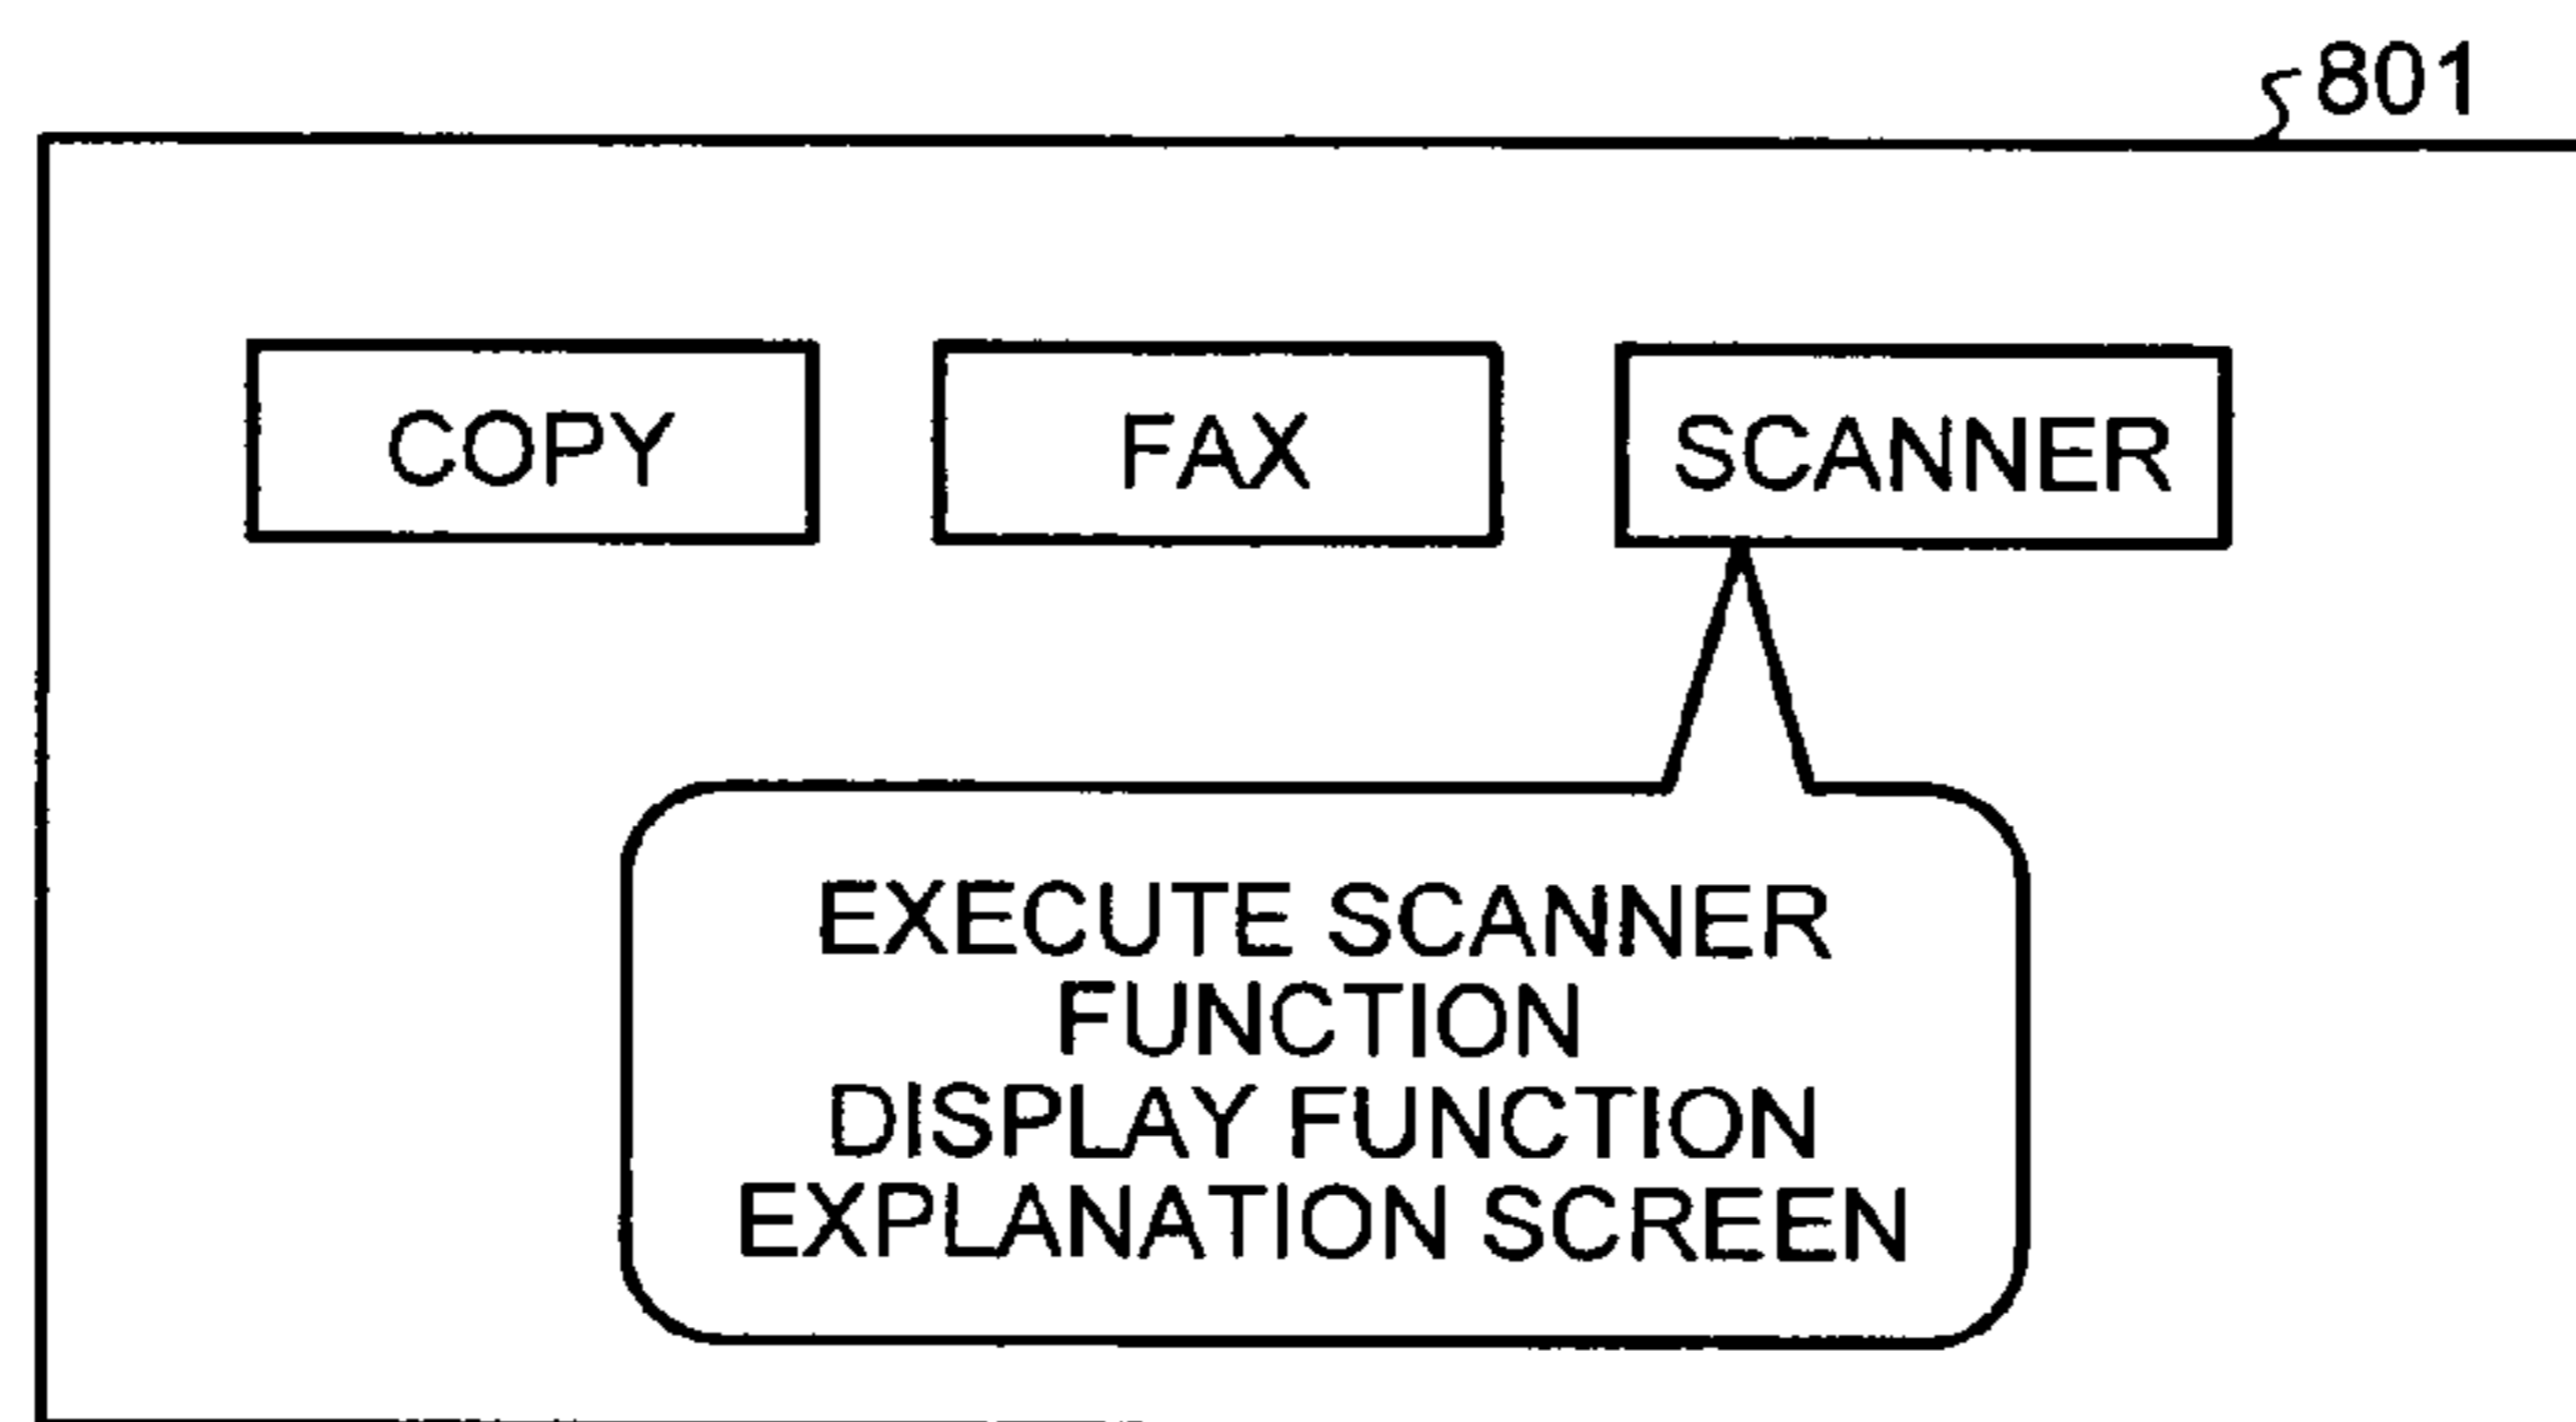 801
COPY FAX SCANNER
EXECUTE SCANNER
FUNCTION
DISPLAY FUNCTION
EXPLANATION SCREEN